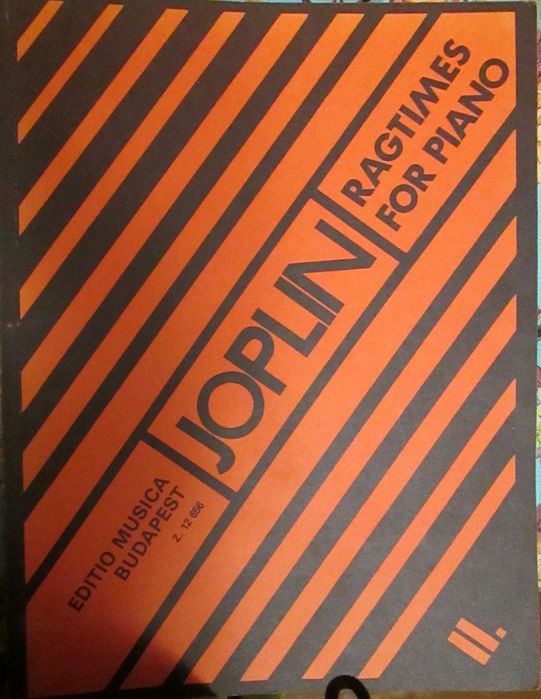 EDITIO MUSICA
BUDAPEST
Z. 12 656
JOPLIN
RAGTIMES
FOR PIANO
II.